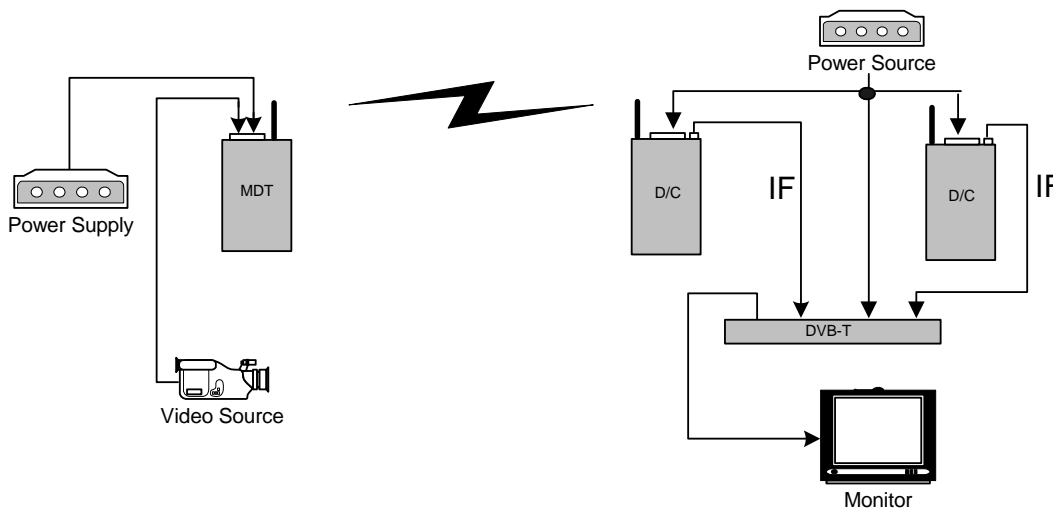 Power Source
MDT
D/C
D/C
IF
IF
Power Supply
DVB-T
Video Source
Monitor